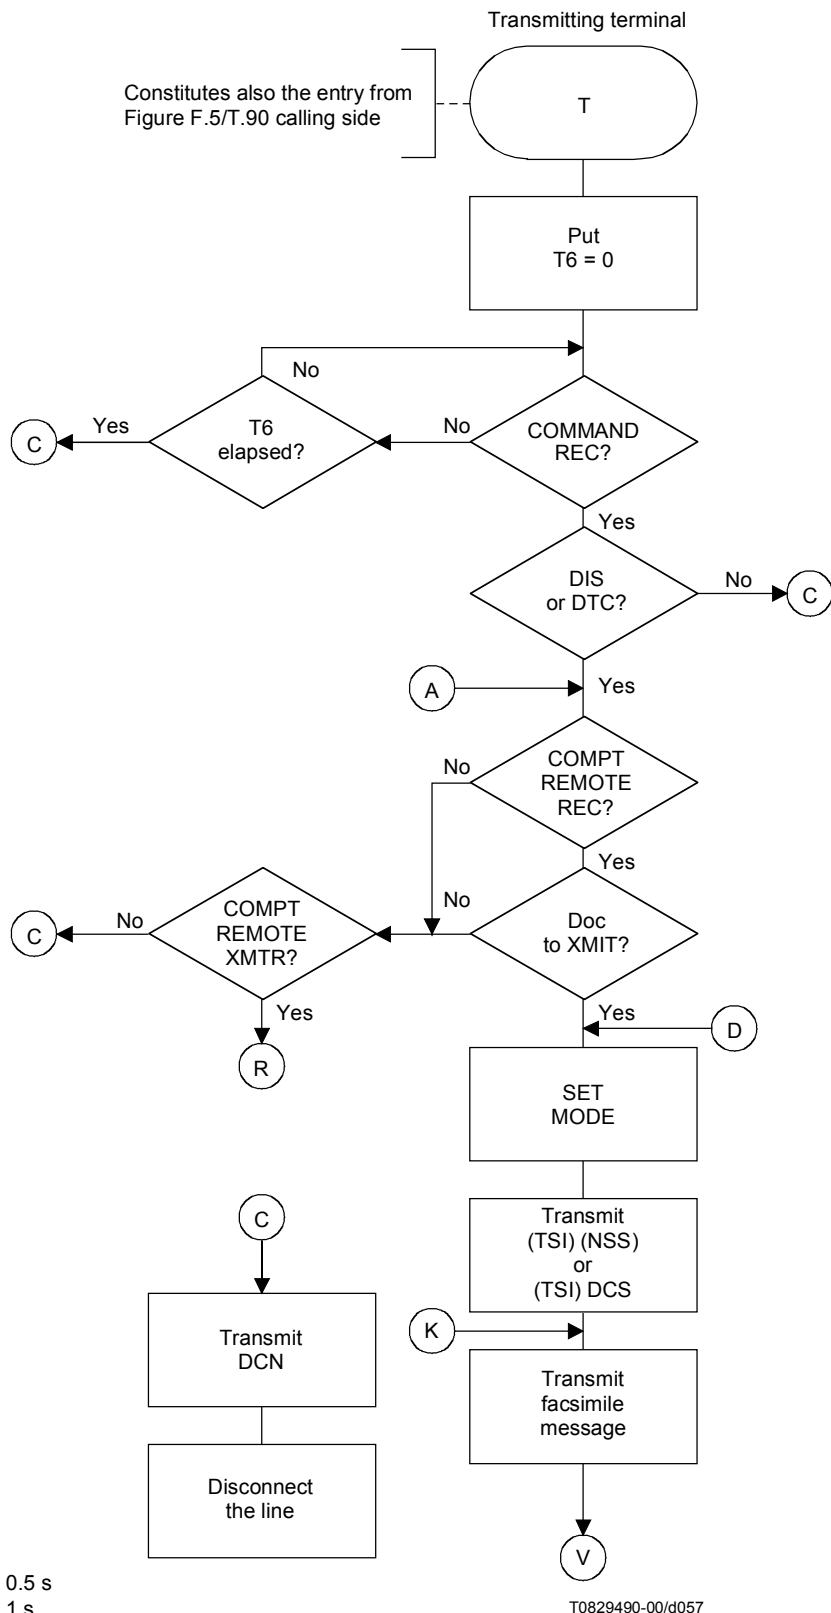 Transmitting terminal
Constitutes also the entry from
Figure F.5/T.90 calling side
T
Put
T6 = 0
No
Yes
T6
elapsed?
No
COMMAND
REC?
C
Yes
DIS
or DTC?
No
C
A
Yes
No
COMPT
REMOTE
REC?
Yes
C
No
COMPT
REMOTE
XMTR?
No
Doc
to XMIT?
Yes
Yes
D
R
SET
MODE
C
Transmit
(TSI) (NSS)
or
(TSI) DCS
Transmit
DCN
K
Transmit
facsimile
message
Disconnect
the line
V
0.5 s
1 s
T0829490-00/d057